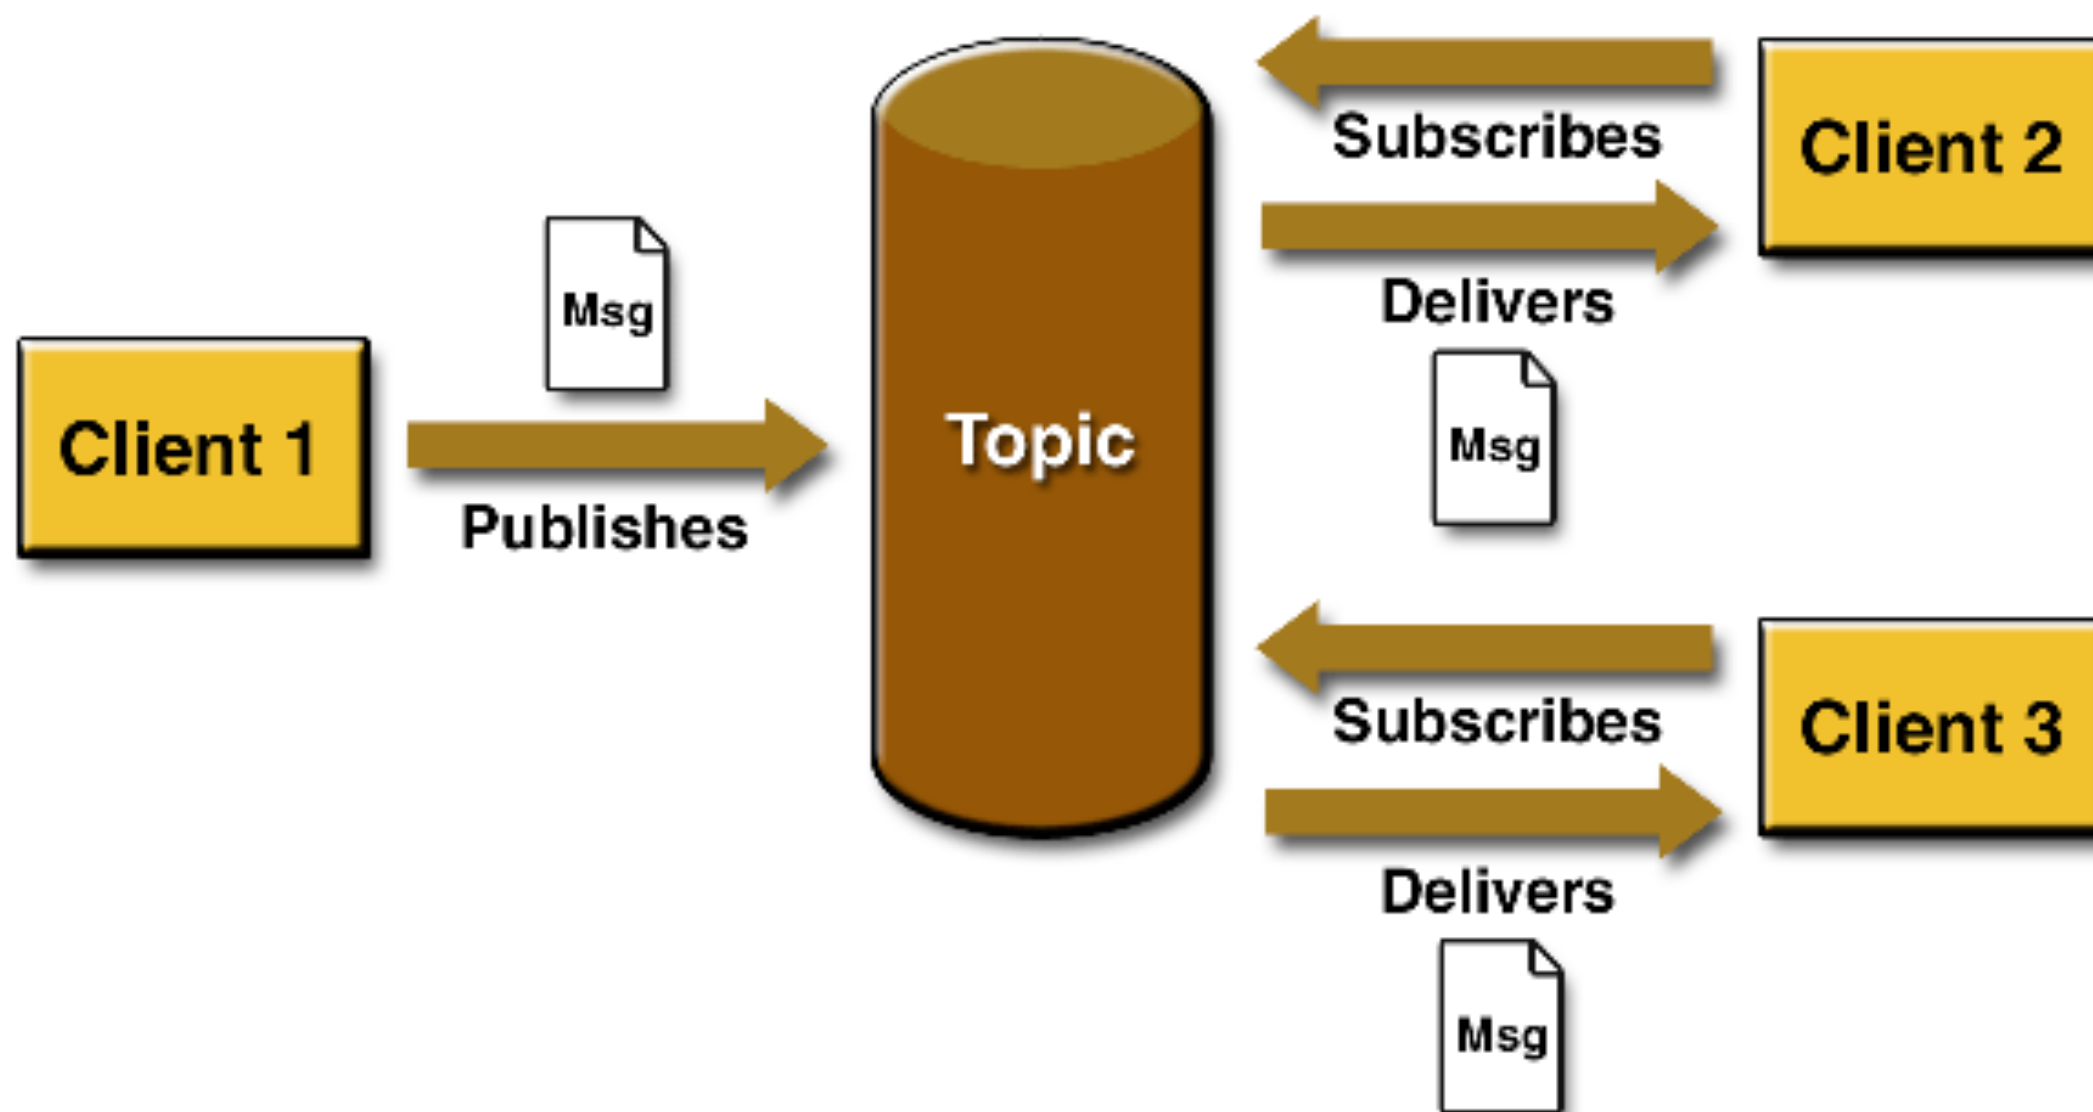 Client 1
Msg
Publishes
Topic
Subscribes
Client 2
Delivers
Msg
Subscribes
Client 3
Delivers
Msg